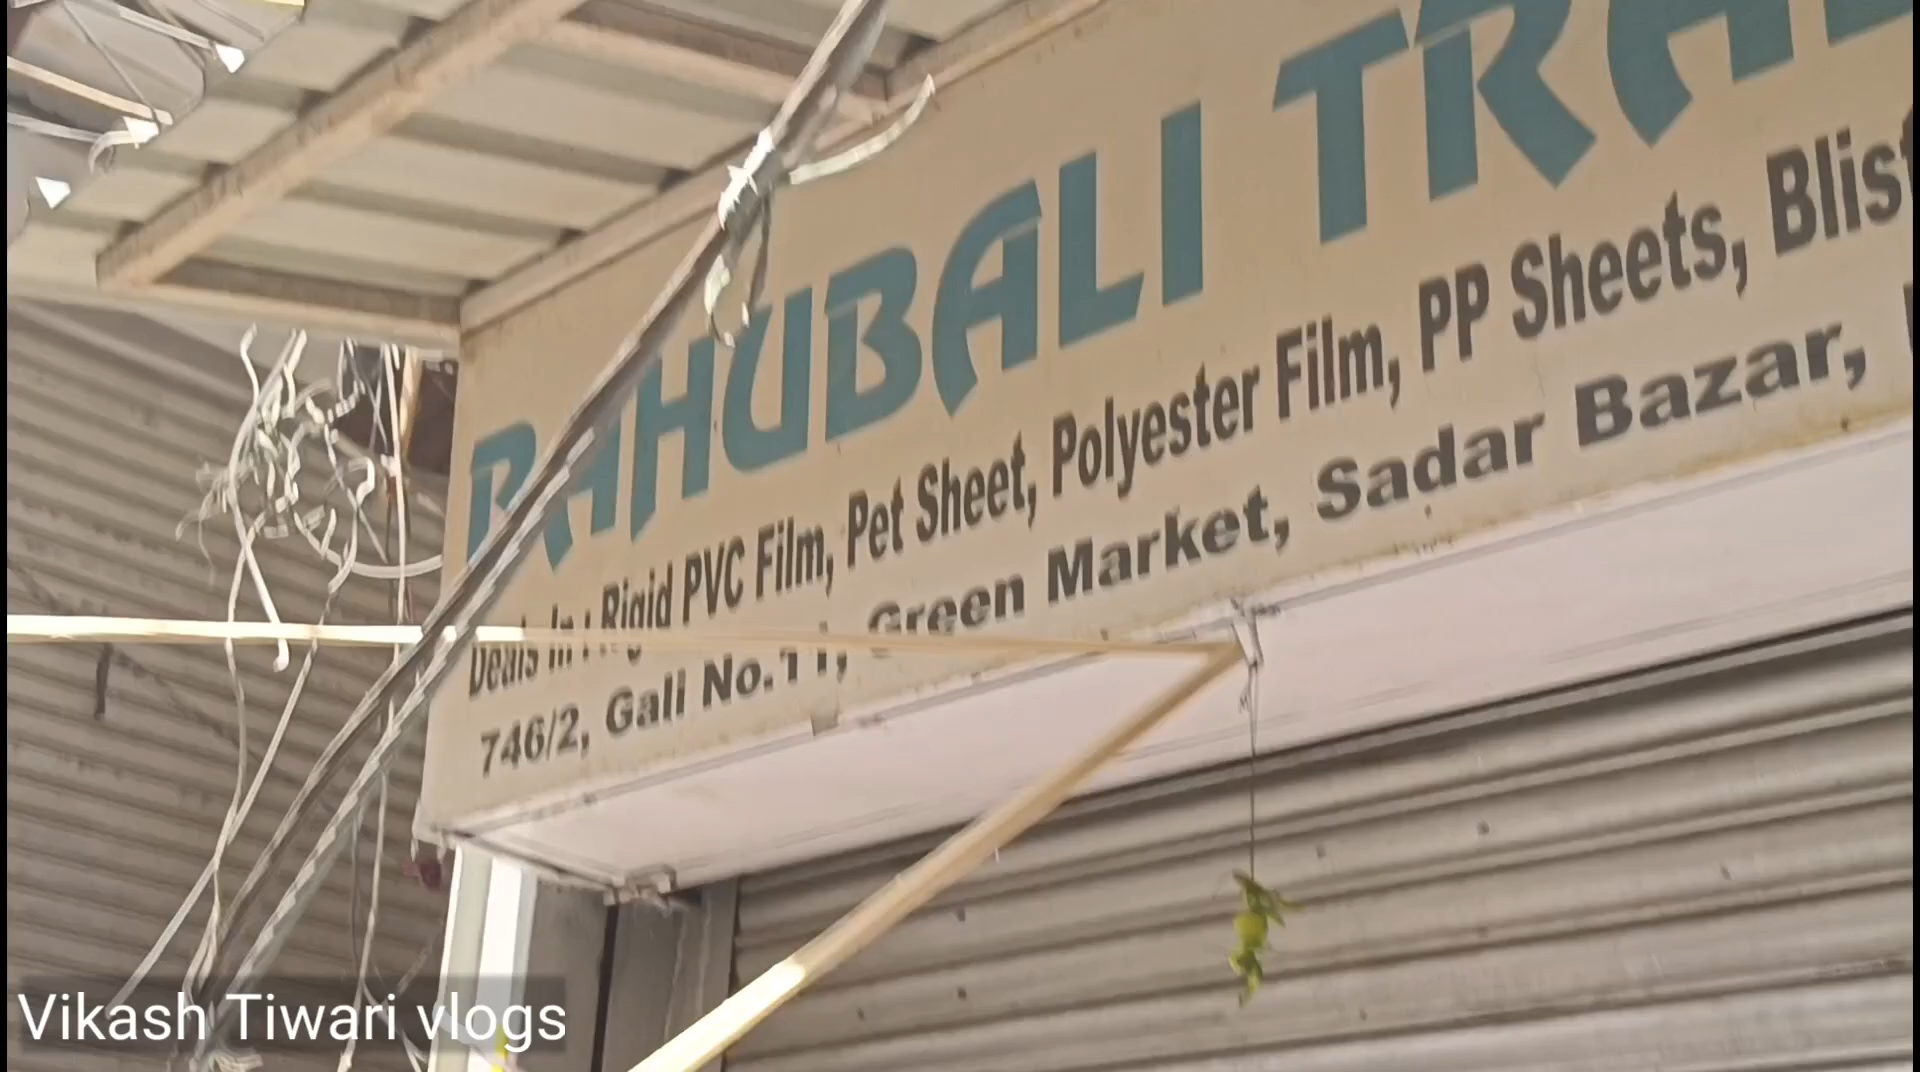 BAHUBALI TRA
Deals in : Rigid PVC Film, Pet Sheet, Polyester Film, PP Sheets, Blist
746/2, Gali No.11, Green Market, Sadar Bazar,
Vikash Tiwari vlogs